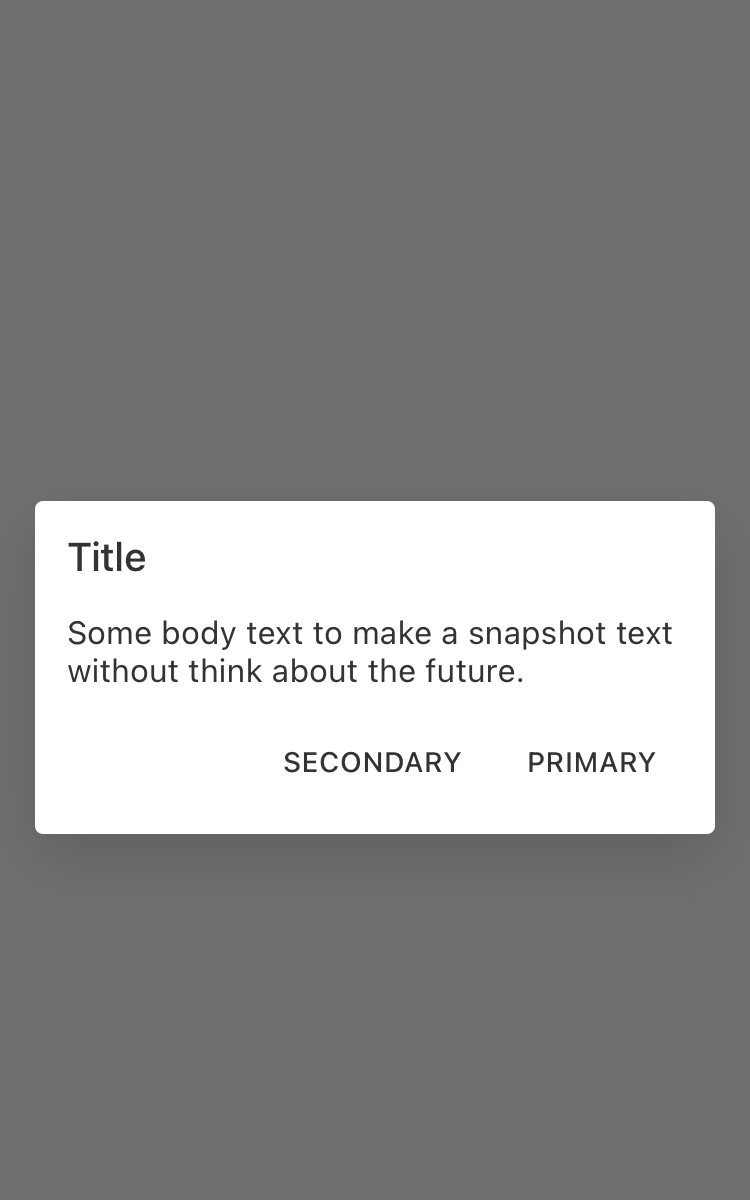 Title
Some body text to make a snapshot text
without think about the future.
SECONDARY PRIMARY